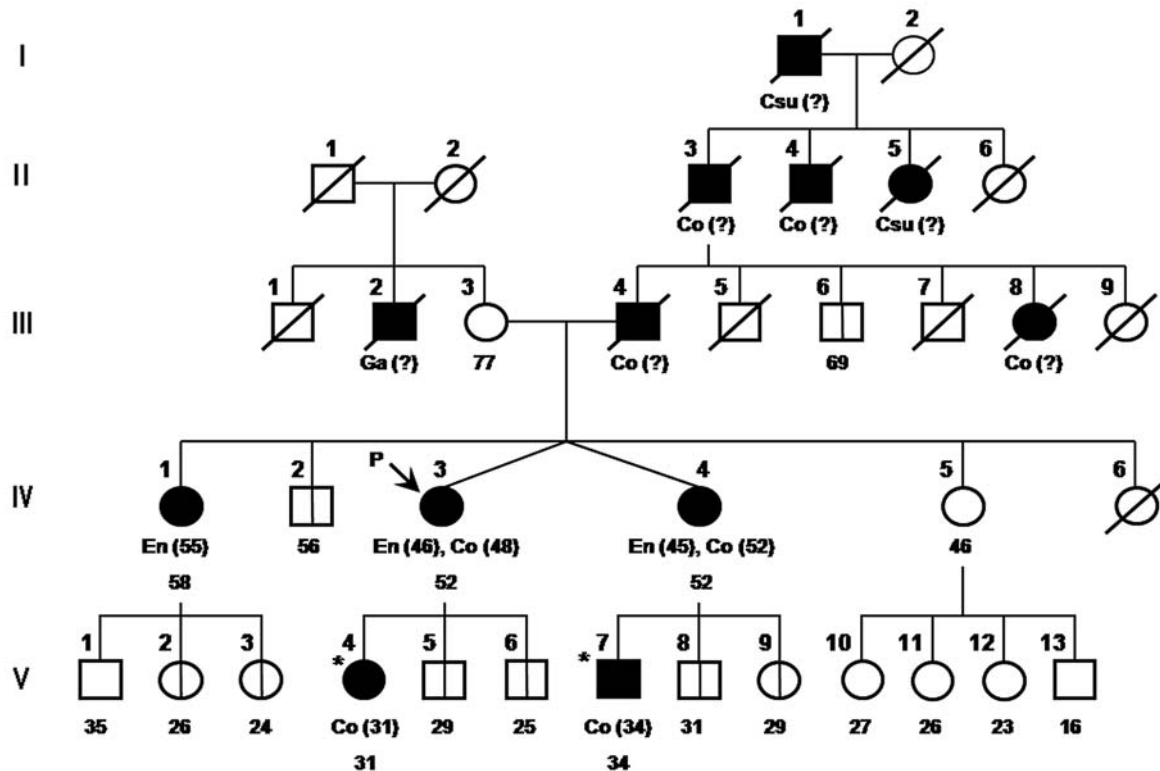 1 2
I
Csu (?)
1 2 3 4 5 6
II
Co (?) Co (?) Csu (?)
1 2 3 4 5 6 7 8 9
III
Ga (?) 77 Co (?) 69 Co (?)
P
1 2 3 4 5 6
IV
En (55) 56 En (46), Co (48) En (45), Co (52) 46
58 52 52
1 2 3 4 5 6 7 8 9 10 11 12 13
* *
V
35 26 24 Co (31) 29 25 Co (34) 31 29 27 26 23 16
31 34